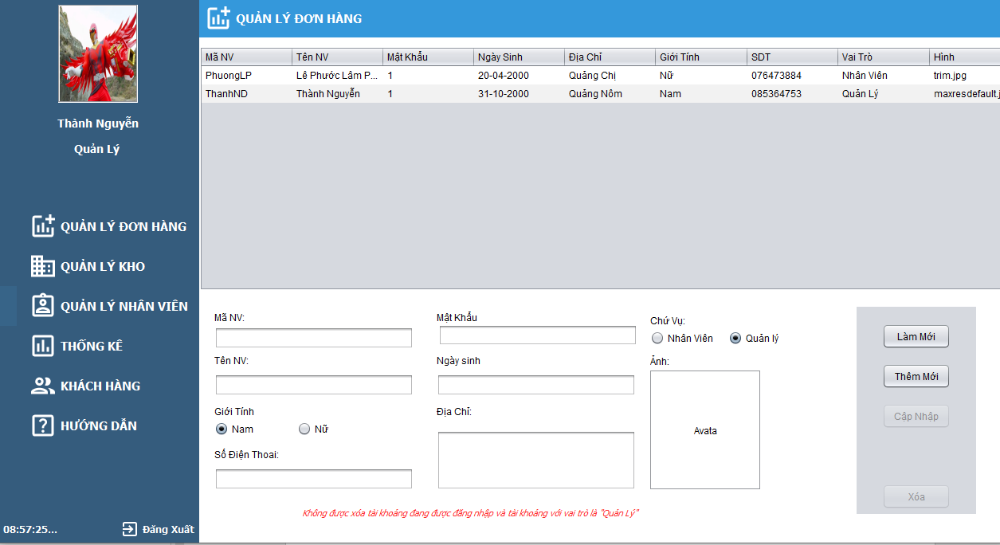 Thành Nguyễn
Quản Lý
QUẢN LÝ ĐƠN HÀNG
QUẢN LÝ KHO
QUẢN LÝ NHÂN VIÊN
THỐNG KÊ
KHÁCH HÀNG
HƯỚNG DẪN
08:57:25...
Đăng Xuất
QUẢN LÝ ĐƠN HÀNG
Mã NV Tên NV Mật Khẩu Ngày Sinh Địa Chỉ Giới Tính SDT Vai Trò Hình
PhuongLP Lê Phước Lâm P... 1 20-04-2000 Quảng Chị Nữ 076473884 Nhân Viên trim.jpg
ThanhND Thành Nguyễn 1 31-10-2000 Quảng Nôm Nam 085364753 Quản Lý maxresdefault.j
Mã NV:
Tên NV:
Giới Tính
Nam Nữ
Số Điện Thoai:
Mật Khẩu
Ngày sinh
Địa Chỉ:
Chứ Vụ:
Nhân Viên Quản lý
Ảnh:
Avata
Làm Mới
Thêm Mới
Cập Nhập
Xóa
Không được xóa tài khoảng đang được đăng nhập và tài khoảng với vai trò là "Quản Lý"